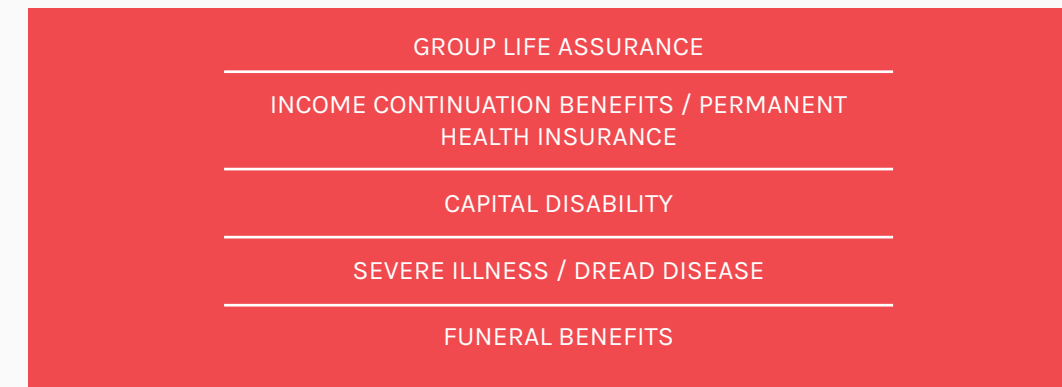 GROUP LIFE ASSURANCE
INCOME CONTINUATION BENEFITS / PERMANENT
HEALTH INSURANCE
CAPITAL DISABILITY
SEVERE ILLNESS / DREAD DISEASE
FUNERAL BENEFITS